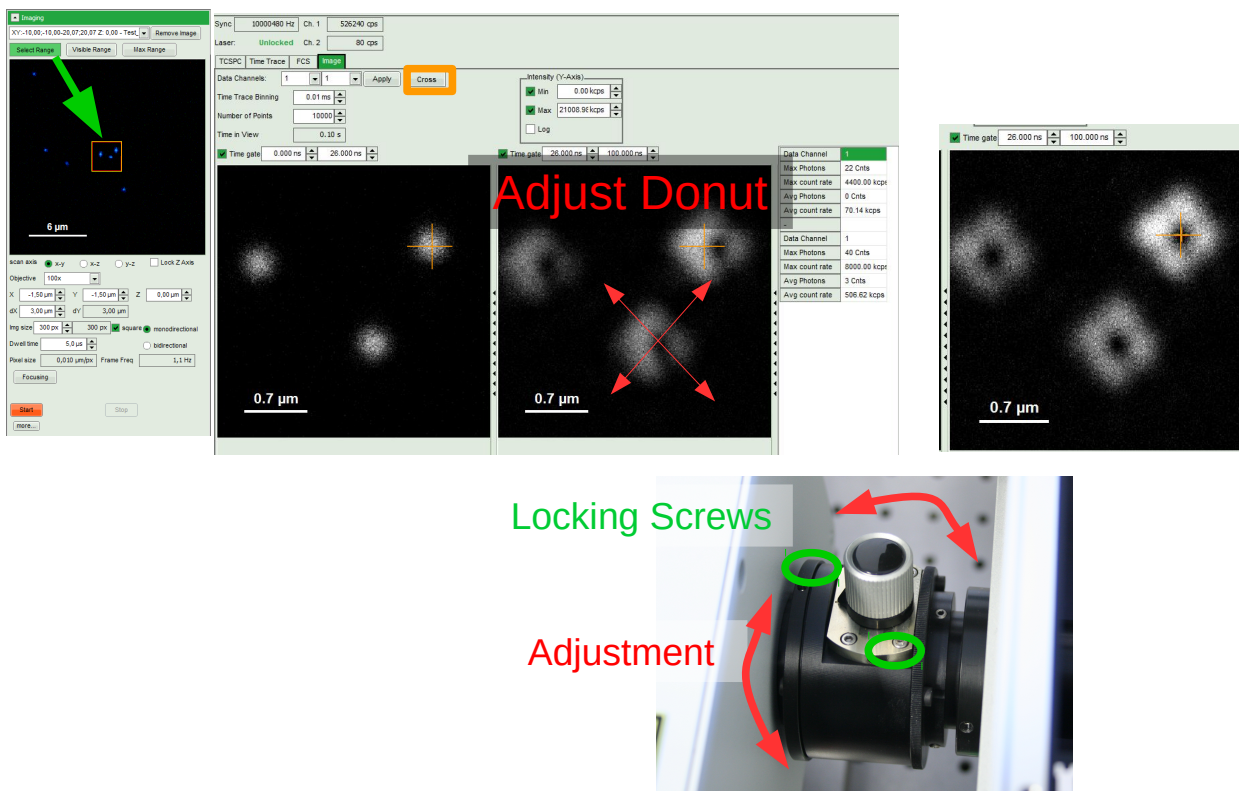 Imaging
XY:-10,00;-10,00-20,07;20,07 Z: 0,00 - Test_
Remove Image
Select Range
Visible Range
Max Range
6 µm
scan axis x-y x-z y-z Lock Z Axis
Objective 100x
X -1,50 µm Y -1,50 µm Z 0,00 µm
dX 3,00 µm dY 3,00 µm
Img size 300 px 300 px square monodirectional
Dwell time 5,0 µs bidirectional
Pixel size 0,010 µm/px Frame Freq 1,1 Hz
Focusing
Start
Stop
more...
Sync 10000480 Hz Ch. 1 526240 cps
Laser: Unlocked Ch. 2 80 cps
TCSPC Time Trace FCS Image
Data Channels: 1 1 Apply Cross
Time Trace Binning 0.01 ms
Number of Points 10000
Time in View 0.10 s
Intensity (Y-Axis)
Min 0.00 kcps
Max 21008.98 kcps
Log
Time gate 0.000 ns 26.000 ns
0.7 µm
Time gate 26.000 ns 100.000 ns
Adjust Donut
0.7 µm
Data Channel 1
Max Photons 22 Cnts
Max count rate 4400.00 kcps
Avg Photons 0 Cnts
Avg count rate 70.14 kcps
-
Data Channel 1
Max Photons 40 Cnts
Max count rate 8000.00 kcps
Avg Photons 3 Cnts
Avg count rate 506.62 kcps
Time gate 26.000 ns 100.000 ns
0.7 µm
Locking Screws
Adjustment